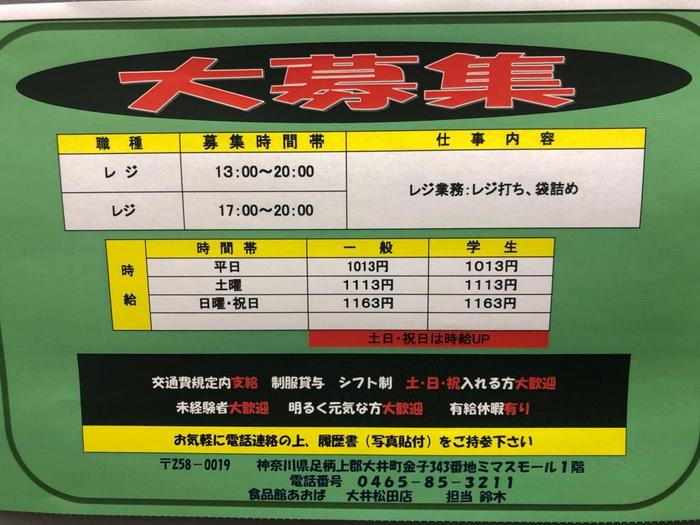 大募集
職種 募集時間帯 仕事内容
レジ 13:00～20:00 レジ業務:レジ打ち、袋詰め
レジ 17:00～20:00
時給 時間帯 一般 学生
平日 1013円 1013円
土曜 1113円 1113円
日曜・祝日 1163円 1163円
土日・祝日は時給UP
交通費規定内支給 制服貸与 シフト制 土・日・祝入れる方大歓迎
未経験者大歓迎 明るく元気な方大歓迎 有給休暇有り
お気軽に電話連絡の上、履歴書（写真貼付）をご持参下さい
〒258-0019 神奈川県足柄上郡大井町金子343番地ミマスモール1階
電話番号 0465-85-3211
食品館あおば 大井松田店 担当 鈴木